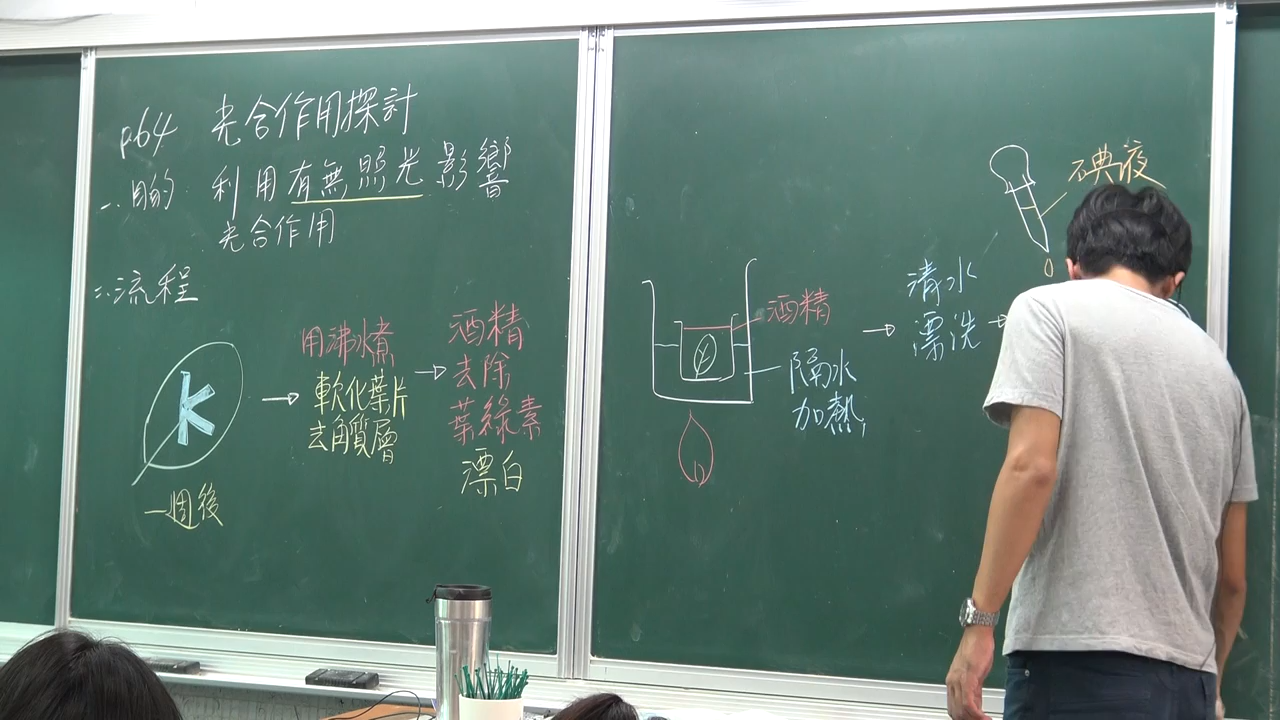 p64 光合作用探討
一、目的 利用有無照光影響
光合作用
二、流程
K
一週後
用沸水煮
軟化葉片
去角質層
酒精
去除
葉綠素
漂白
酒精
隔水
加熱
清水
漂洗
碘液